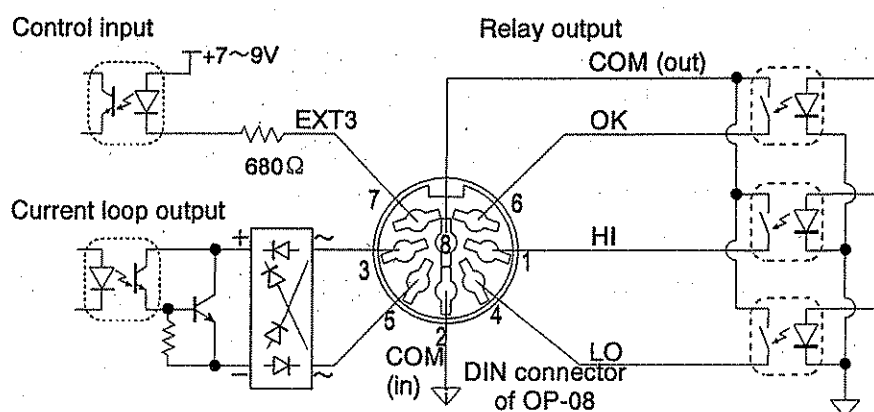 Control input
+7～9V
EXT3
680Ω
Relay output
COM (out)
OK
HI
LO
Current loop output
+
−
~
~
7
6
8
3
1
5
4
2
COM
(in)
DIN connector
of OP-08